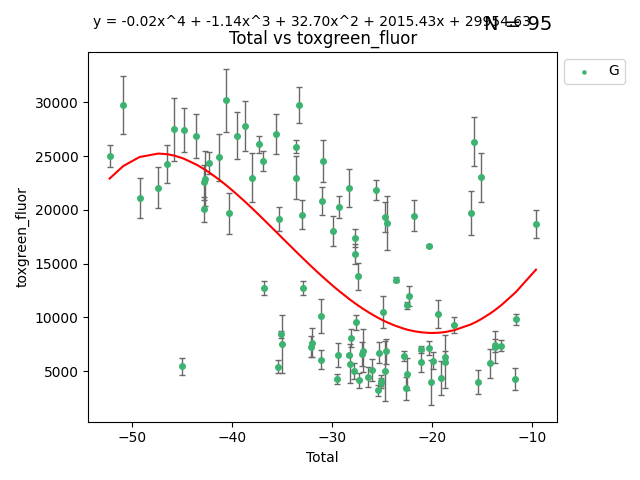 y = -0.02x^4 + -1.14x^3 + 32.70x^2 + 2015.43x + 29954.63
N = 95
Total vs toxgreen_fluor
G
toxgreen_fluor
30000
25000
20000
15000
10000
5000
−50
−40
−30
−20
−10
Total